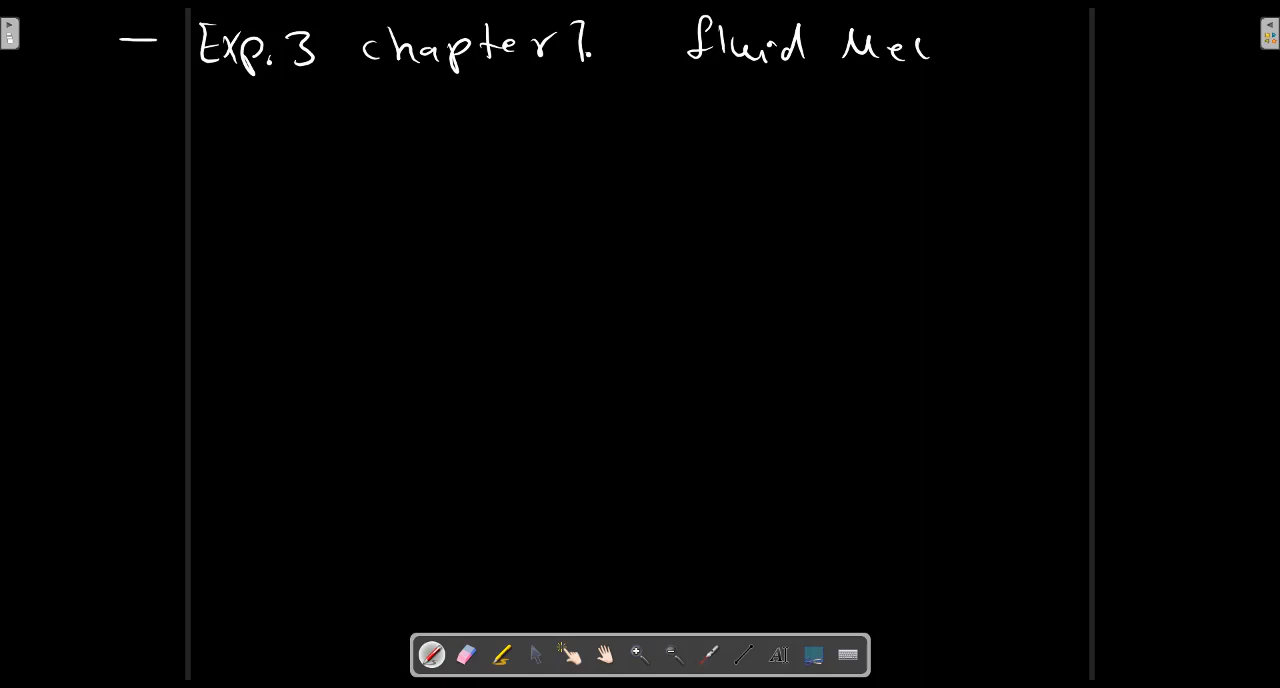 – Exp. 3 chapter 7. fluid Mec